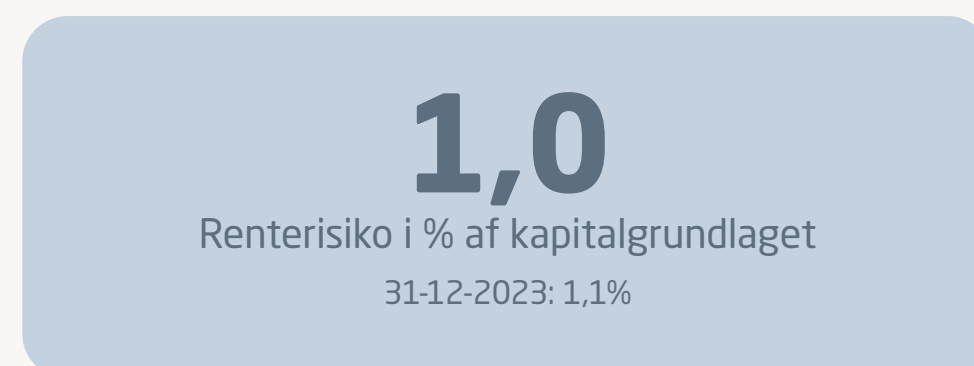 1,0
Renterisiko i % af kapitalgrundlaget
31-12-2023: 1,1%